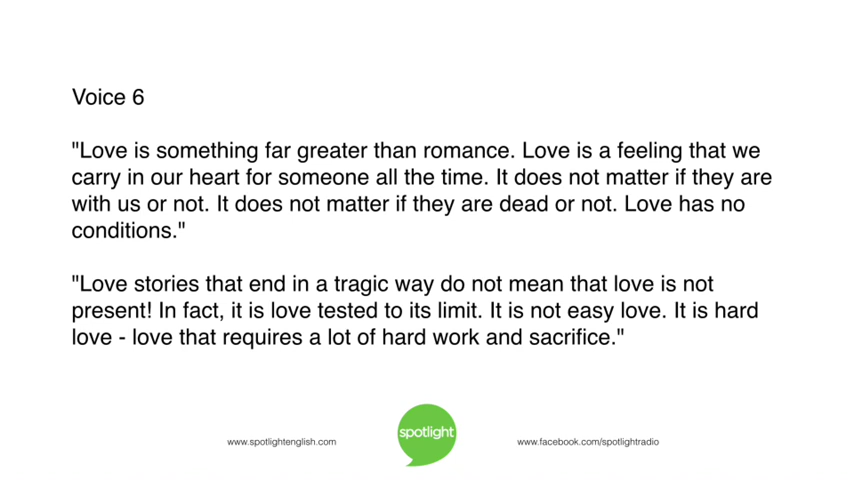 Voice 6
"Love is something far greater than romance. Love is a feeling that we
carry in our heart for someone all the time. It does not matter if they are
with us or not. It does not matter if they are dead or not. Love has no
conditions."
"Love stories that end in a tragic way do not mean that love is not
present! In fact, it is love tested to its limit. It is not easy love. It is hard
love - love that requires a lot of hard work and sacrifice."
www.spotlightenglish.com
spotlight
www.facebook.com/spotlightradio